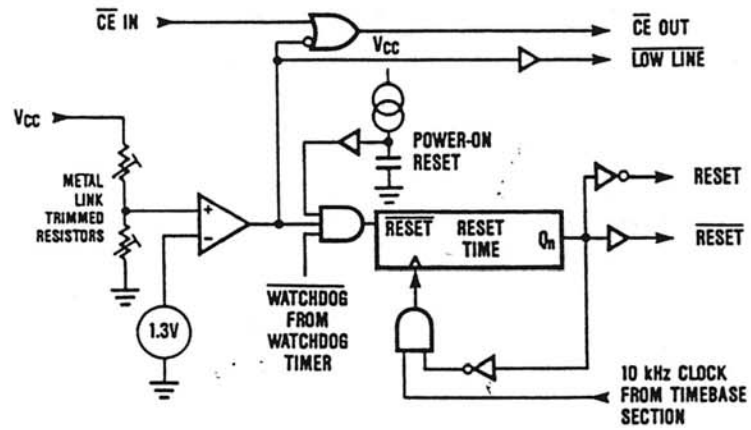 CE IN
CE OUT
VCC
LOW LINE
VCC
POWER-ON
RESET
RESET
METAL
LINK
TRIMMED
RESISTORS
+
−
RESET
RESET
TIME
Qn
RESET
WATCHDOG
FROM
WATCHDOG
TIMER
1.3V
10 kHz CLOCK
FROM TIMEBASE
SECTION